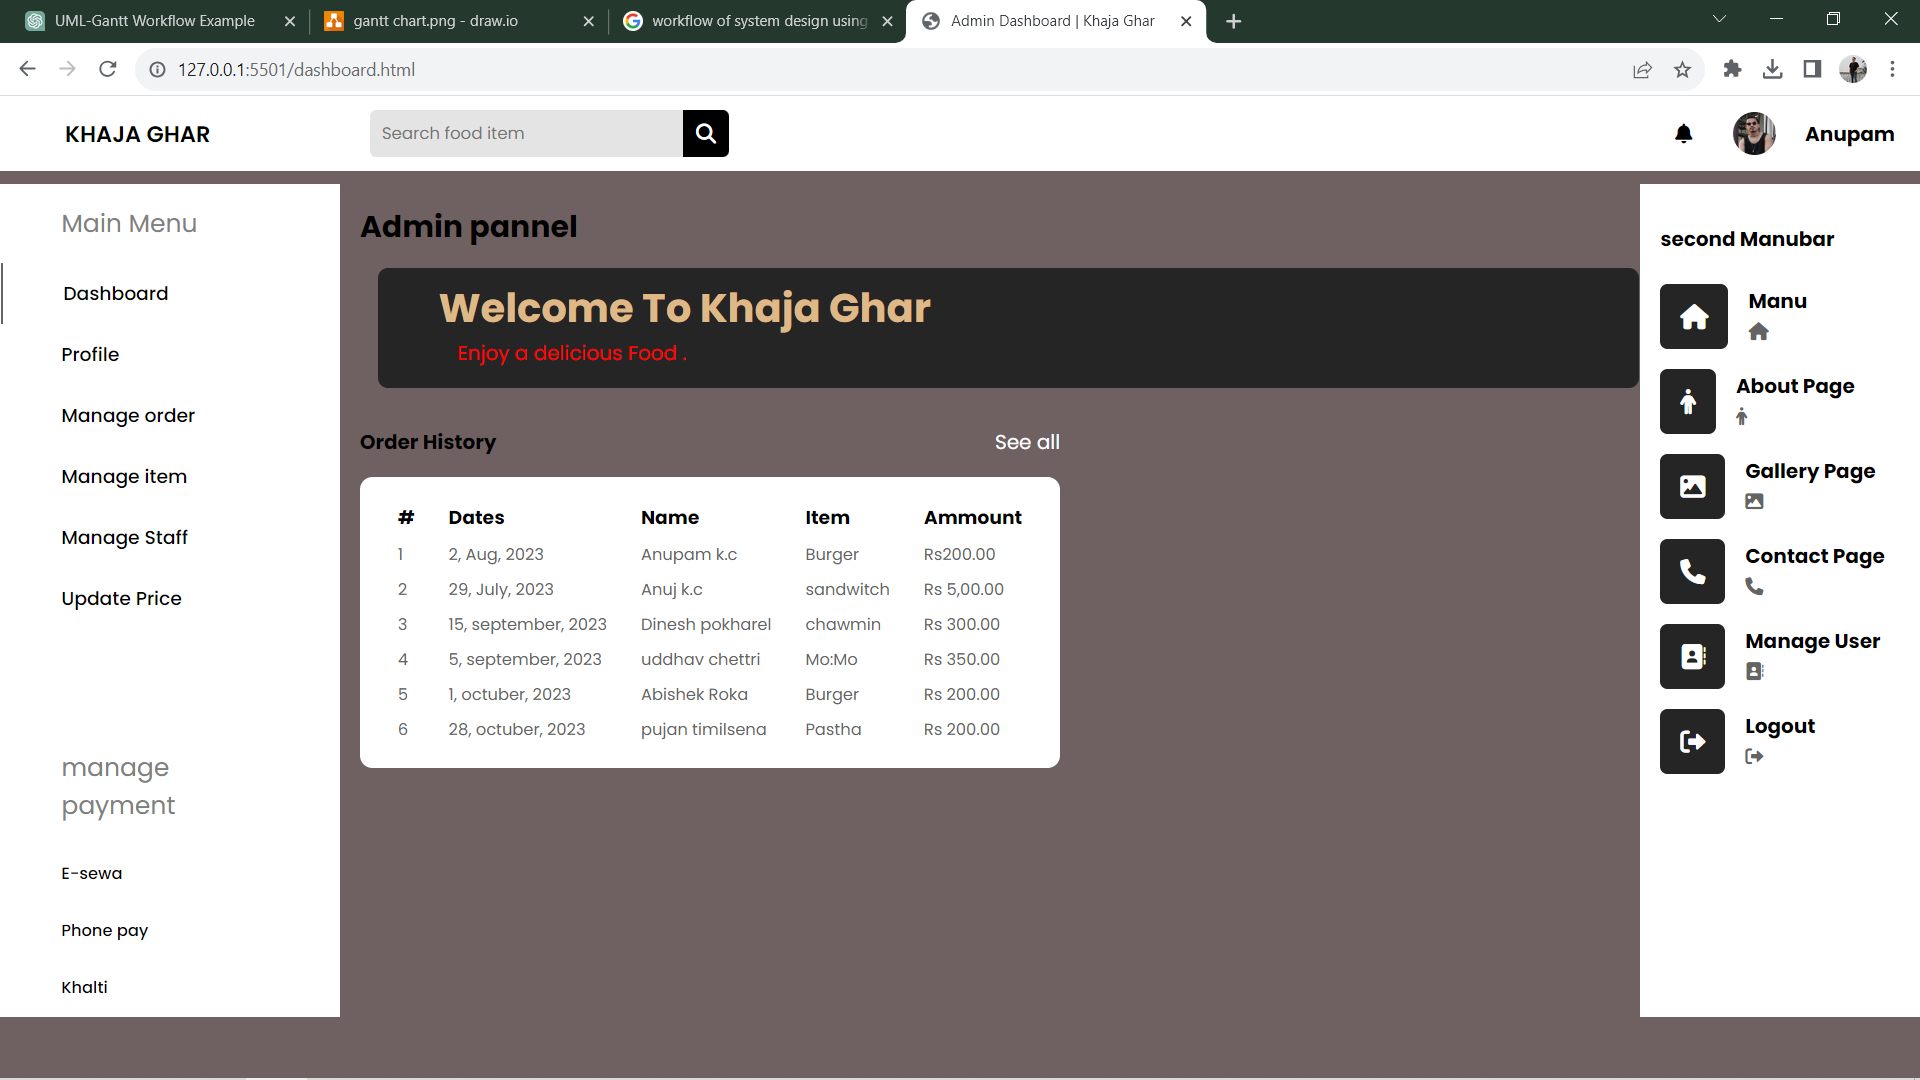 UML-Gantt Workflow Example
gantt chart.png - draw.io
workflow of system design using
Admin Dashboard | Khaja Ghar
127.0.0.1:5501/dashboard.html
KHAJA GHAR
Search food item
Anupam
Main Menu
Dashboard
Profile
Manage order
Manage item
Manage Staff
Update Price
manage
payment
E-sewa
Phone pay
Khalti
Admin pannel
Welcome To Khaja Ghar
Enjoy a delicious Food .
Order History See all
# Dates Name Item Ammount
1 2, Aug, 2023 Anupam k.c Burger Rs200.00
2 29, July, 2023 Anuj k.c sandwitch Rs 5,00.00
3 15, september, 2023 Dinesh pokharel chawmin Rs 300.00
4 5, september, 2023 uddhav chettri Mo:Mo Rs 350.00
5 1, octuber, 2023 Abishek Roka Burger Rs 200.00
6 28, octuber, 2023 pujan timilsena Pastha Rs 200.00
second Manubar
Manu
About Page
Gallery Page
Contact Page
Manage User
Logout